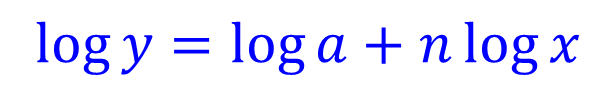 log y = log a + n log x